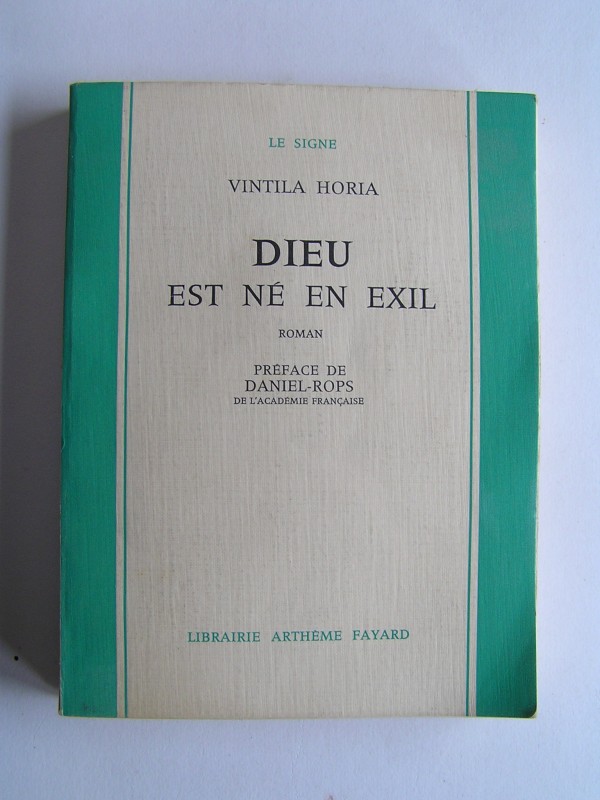 LE SIGNE
VINTILA HORIA
DIEU
EST NÉ EN EXIL
ROMAN
PRÉFACE DE
DANIEL-ROPS
DE L'ACADÉMIE FRANÇAISE
LIBRAIRIE ARTHÈME FAYARD